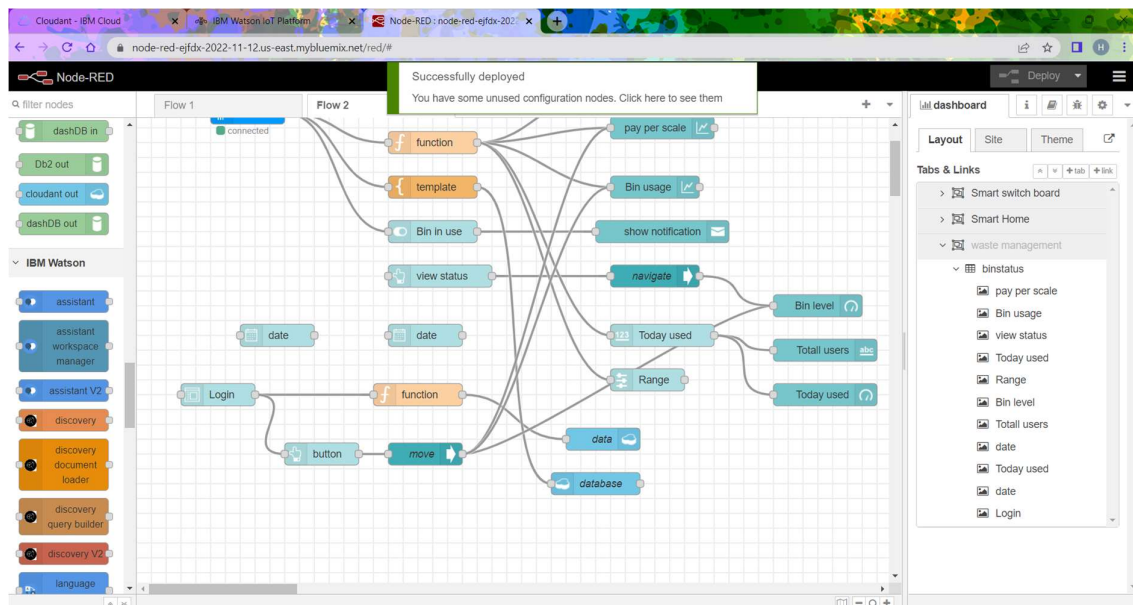 Cloudant - IBM Cloud
IBM Watson IoT Platform
Node-RED : node-red-ejfdx-202
node-red-ejfdx-2022-11-12.us-east.mybluemix.net/red/#
H
Node-RED
Successfully deployed
You have some unused configuration nodes. Click here to see them
Deploy
filter nodes
Flow 1
Flow 2
dashboard
dashDB in
Db2 out
cloudant out
dashDB out
IBM Watson
assistant
assistant
workspace
manager
assistant V2
discovery
discovery
document
loader
discovery
query builder
discovery V2
language
connected
function
pay per scale
template
Bin usage
Bin in use
show notification
view status
navigate
Bin level
date
date
123 Today used
Totall users abc
Range
Login
function
Today used
data
button
move
database
Layout
Site
Theme
Tabs & Links
+tab
+link
Smart switch board
Smart Home
waste management
binstatus
pay per scale
Bin usage
view status
Today used
Range
Bin level
Totall users
date
Today used
date
Login